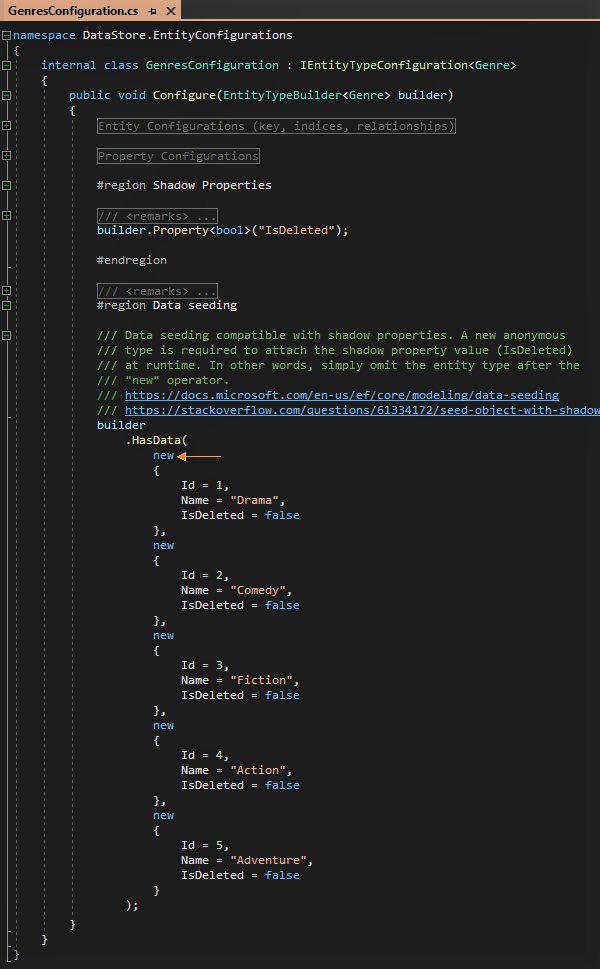 GenresConfiguration.cs
namespace DataStore.EntityConfigurations
{
internal class GenresConfiguration : IEntityTypeConfiguration<Genre>
{
public void Configure(EntityTypeBuilder<Genre> builder)
{
Entity Configurations (key, indices, relationships)
Property Configurations
#region Shadow Properties
/// <remarks> ...
builder.Property<bool>("IsDeleted");
#endregion
/// <remarks> ...
#region Data seeding
/// Data seeding compatible with shadow properties. A new anonymous
/// type is required to attach the shadow property value (IsDeleted)
/// at runtime. In other words, simply omit the entity type after the
/// "new" operator.
/// https://docs.microsoft.com/en-us/ef/core/modeling/data-seeding
/// https://stackoverflow.com/questions/61334172/seed-object-with-shadow
builder
.HasData(
new
{
Id = 1,
Name = "Drama",
IsDeleted = false
},
new
{
Id = 2,
Name = "Comedy",
IsDeleted = false
},
new
{
Id = 3,
Name = "Fiction",
IsDeleted = false
},
new
{
Id = 4,
Name = "Action",
IsDeleted = false
},
new
{
Id = 5,
Name = "Adventure",
IsDeleted = false
}
);
}
}
}